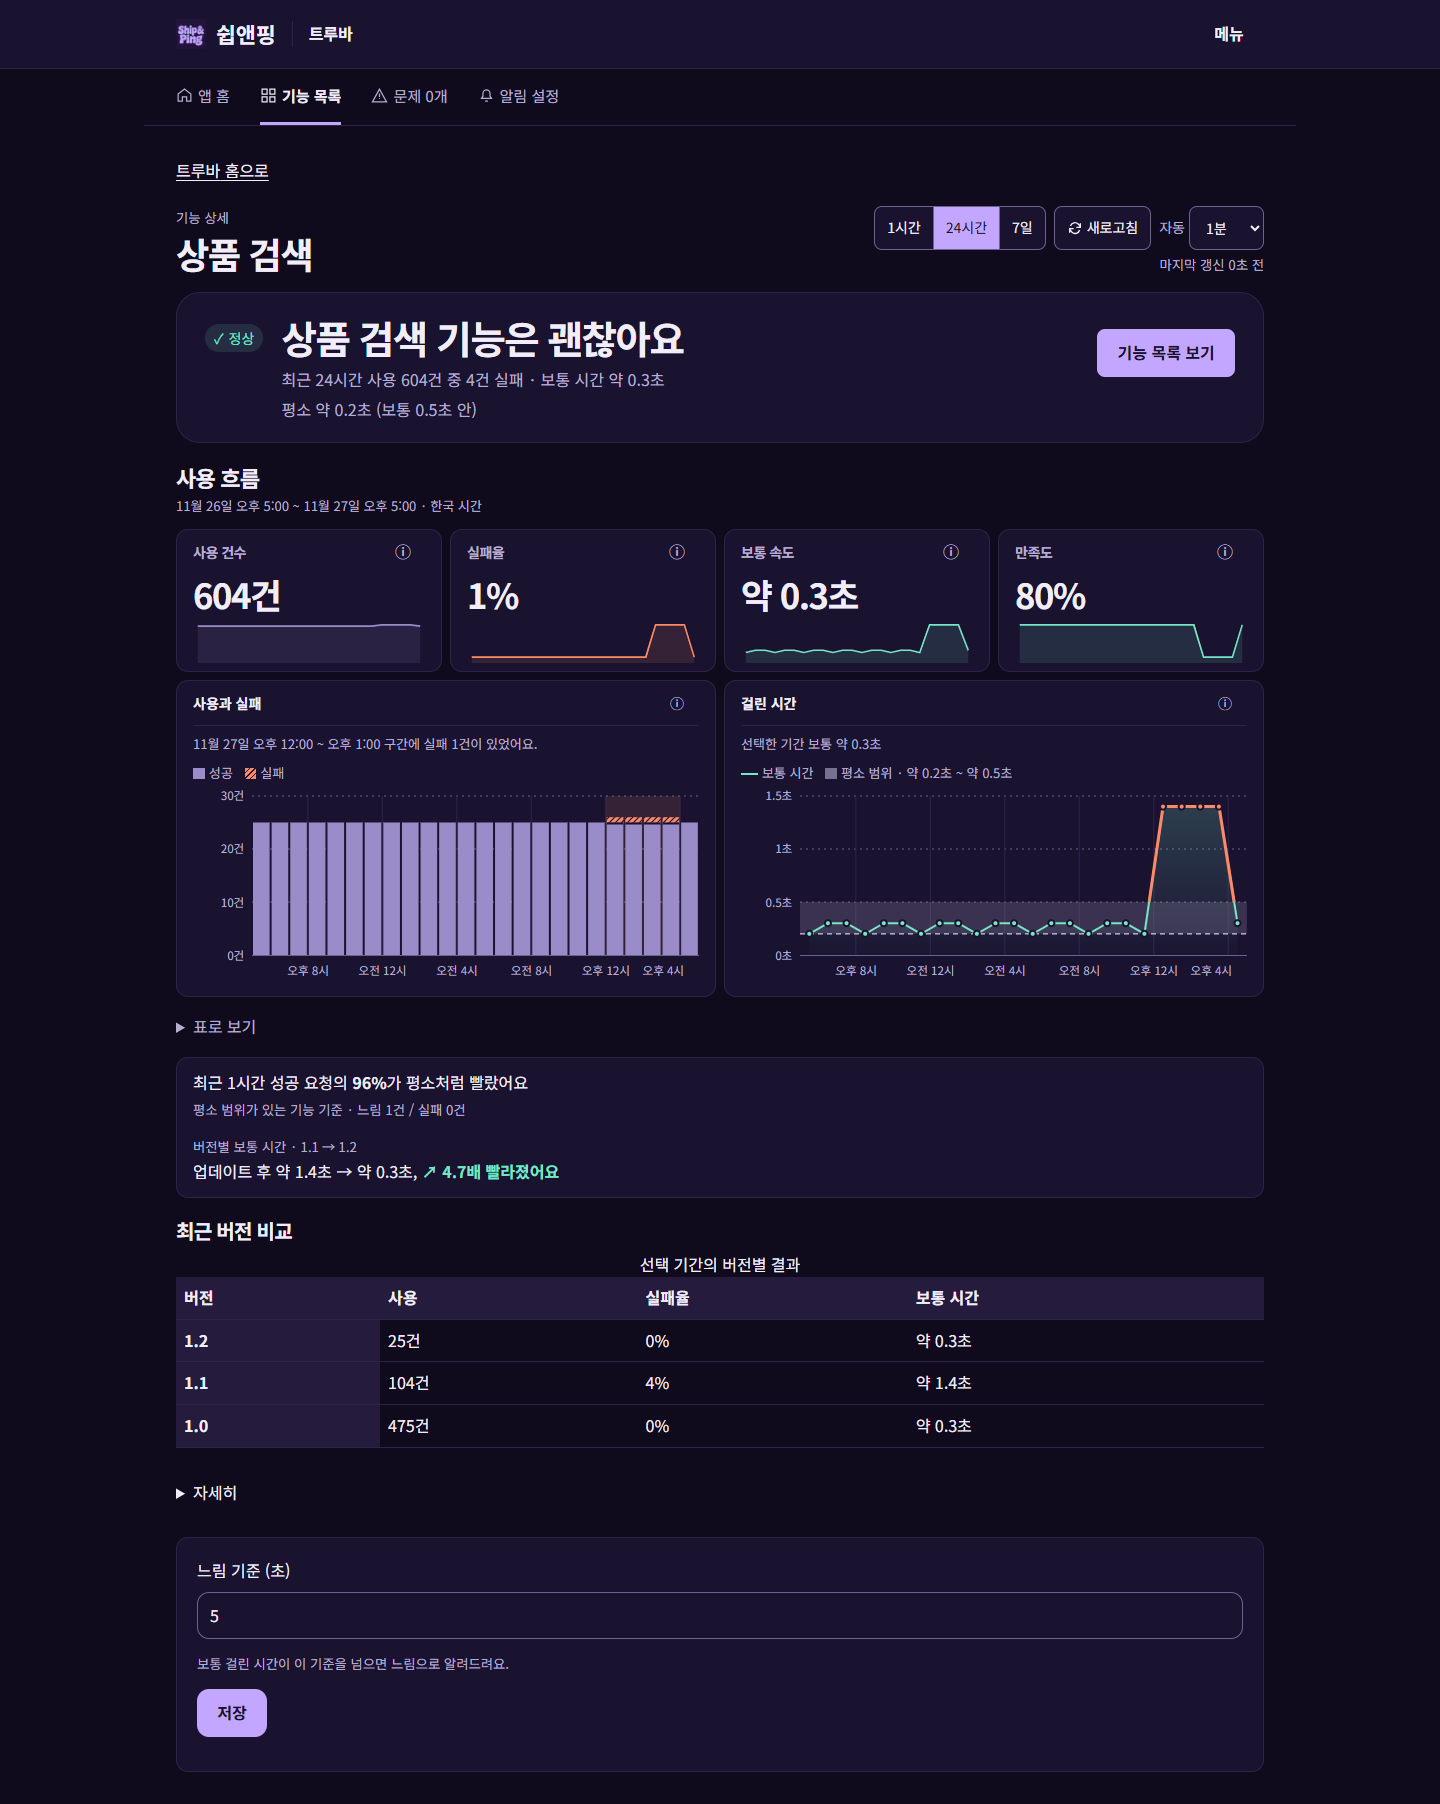 Ship& Ping 쉽앤핑 트루바 메뉴
앱 홈 기능 목록 문제 0개 알림 설정
트루바 홈으로
기능 상세
상품 검색
1시간 24시간 7일 새로고침 자동 1분
마지막 갱신 0초 전
✓ 정상 상품 검색 기능은 괜찮아요
최근 24시간 사용 604건 중 4건 실패 · 보통 시간 약 0.3초
평소 약 0.2초 (보통 0.5초 안)
기능 목록 보기
사용 흐름
11월 26일 오후 5:00 ~ 11월 27일 오후 5:00 · 한국 시간
사용 건수
604건
실패율
1%
보통 속도
약 0.3초
만족도
80%
사용과 실패
11월 27일 오후 12:00 ~ 오후 1:00 구간에 실패 1건이 있었어요.
성공 실패
30건
20건
10건
0건
오후 8시 오전 12시 오전 4시 오전 8시 오후 12시 오후 4시
걸린 시간
선택한 기간 보통 약 0.3초
보통 시간 평소 범위 · 약 0.2초 ~ 약 0.5초
1.5초
1초
0.5초
0초
오후 8시 오전 12시 오전 4시 오전 8시 오후 12시 오후 4시
▶ 표로 보기
최근 1시간 성공 요청의 96%가 평소처럼 빨랐어요
평소 범위가 있는 기능 기준 · 느림 1건 / 실패 0건
버전별 보통 시간 · 1.1 → 1.2
업데이트 후 약 1.4초 → 약 0.3초, ↗ 4.7배 빨라졌어요
최근 버전 비교
선택 기간의 버전별 결과
버전 사용 실패율 보통 시간
1.2 25건 0% 약 0.3초
1.1 104건 4% 약 1.4초
1.0 475건 0% 약 0.3초
▶ 자세히
느림 기준 (초)
5
보통 걸린 시간이 이 기준을 넘으면 느림으로 알려드려요.
저장